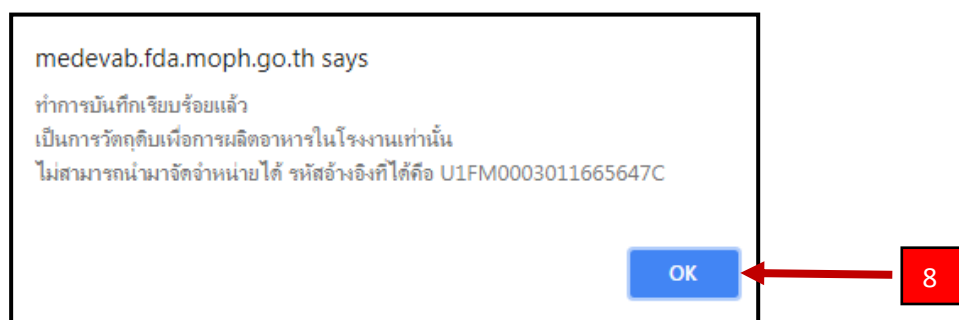 medevab.fda.moph.go.th says
ทำการบันทึกเรียบร้อยแล้ว
เป็นการวัตถุดิบเพื่อการผลิตอาหารในโรงงานเท่านั้น
ไม่สามารถนำมาจัดจำหน่ายได้ รหัสอ้างอิงที่ได้คือ U1FM0003011665647C
OK
8